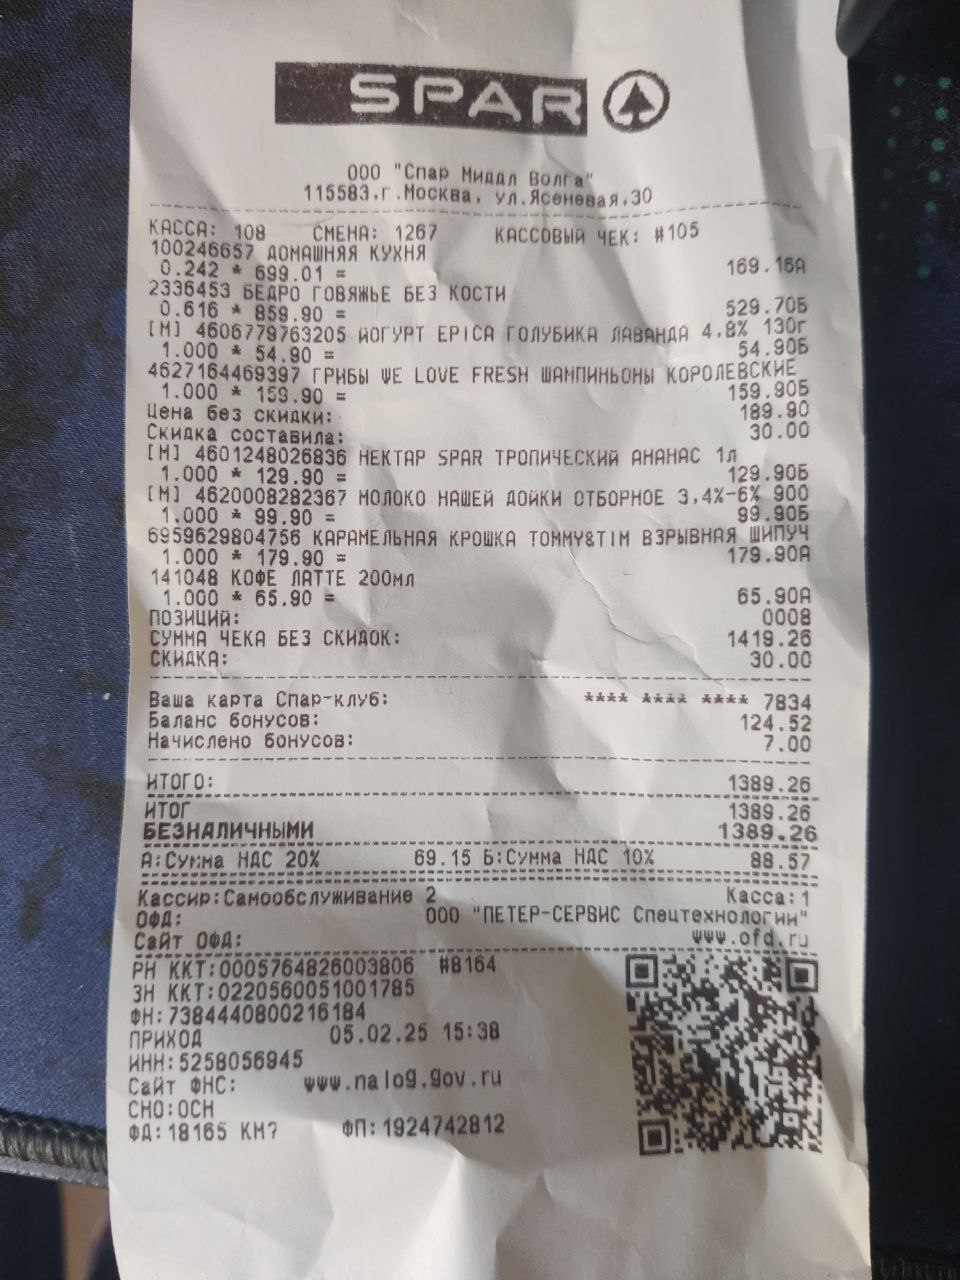 SPAR
ООО "Спар Миддл Волга"
115583,г.Москва, ул.Ясеневая,30
КАССА: 108 СМЕНА: 1267 КАССОВЫЙ ЧЕК: #105
100246657 ДОМАШНЯЯ КУХНЯ
0.242 * 699.01 = 169.16А
2336453 БЕДРО ГОВЯЖЬЕ БЕЗ КОСТИ
0.616 * 859.90 = 529.70Б
[М] 4606779763205 ЙОГУРТ EPICA ГОЛУБИКА ЛАВАНДА 4,8% 130г
1.000 * 54.90 = 54.90Б
4627164469397 ГРИБЫ WE LOVE FRESH ШАМПИНЬОНЫ КОРОЛЕВСКИЕ
1.000 * 159.90 = 159.90Б
Цена без скидки: 189.90
Скидка составила: 30.00
[М] 4601248026836 НЕКТАР SPAR ТРОПИЧЕСКИЙ АНАНАС 1л
1.000 * 129.90 = 129.90Б
[М] 4620008282367 МОЛОКО НАШЕЙ ДОЙКИ ОТБОРНОЕ 3,4%-6% 900
1.000 * 99.90 = 99.90Б
6959629804756 КАРАМЕЛЬНАЯ КРОШКА TOMMY&TIM ВЗРЫВНАЯ ШИПУЧ
1.000 * 179.90 = 179.90А
141048 КОФЕ ЛАТТЕ 200мл
1.000 * 65.90 = 65.90А
ПОЗИЦИЙ: 0008
СУММА ЧЕКА БЕЗ СКИДОК: 1419.26
СКИДКА: 30.00
Ваша карта Спар-клуб: **** **** **** 7834
Баланс бонусов: 124.52
Начислено бонусов: 7.00
ИТОГО: 1389.26
ИТОГ 1389.26
БЕЗНАЛИЧНЫМИ 1389.26
А:Сумма НДС 20% 69.15 Б:Сумма НДС 10% 88.57
Кассир:Самообслуживание 2 Касса:1
ОФД: ООО "ПЕТЕР-СЕРВИС Спецтехнологии"
Сайт ОФД: www.ofd.ru
РН ККТ:0005764826003806 #8164
ЗН ККТ:0220560051001785
ФН:7384440800216184
ПРИХОД 05.02.25 15:38
ИНН:5258056945
Сайт ФНС: www.nalog.gov.ru
СНО:ОСН
ФД:18165 КМ? ФП:1924742812